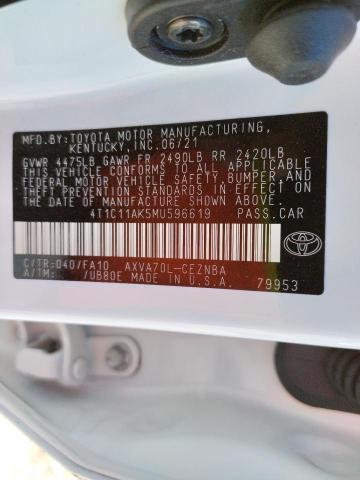 MFD.BY:TOYOTA MOTOR MANUFACTURING,
KENTUCKY,INC.06/21
GVWR 4475LB GAWR FR 2490LB RR 2420LB
THIS VEHICLE CONFORMS TO ALL APPLICABLE
FEDERAL MOTOR VEHICLE SAFETY,BUMPER,AND
THEFT PREVENTION STANDARDS IN EFFECT ON
THE DATE OF MANUFACTURE SHOWN ABOVE.
4T1C11AK5MU596619 PASS.CAR
C/TR:040/FA10 AXVA70L-CEZNBA
A/TM: /UB80E MADE IN U.S.A. 79953